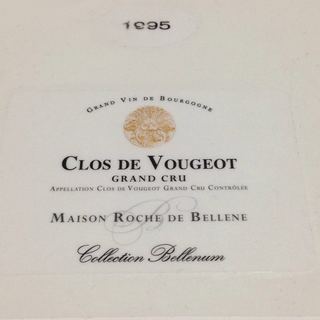 1995
GRAND VIN DE BOURGOGNE
CLOS DE VOUGEOT
GRAND CRU
APPELLATION CLOS DE VOUGEOT GRAND CRU CONTRÔLÉE
MAISON ROCHE DE BELLENE
Collection Bellenum